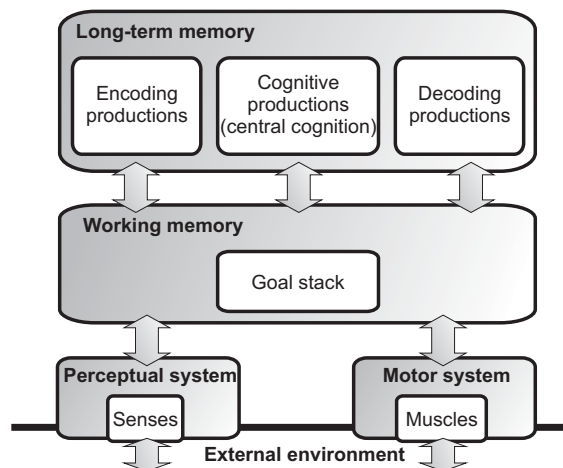 Long-term memory
Encoding
productions
Cognitive
productions
(central cognition)
Decoding
productions
Working memory
Goal stack
Perceptual system
Senses
Motor system
Muscles
External environment